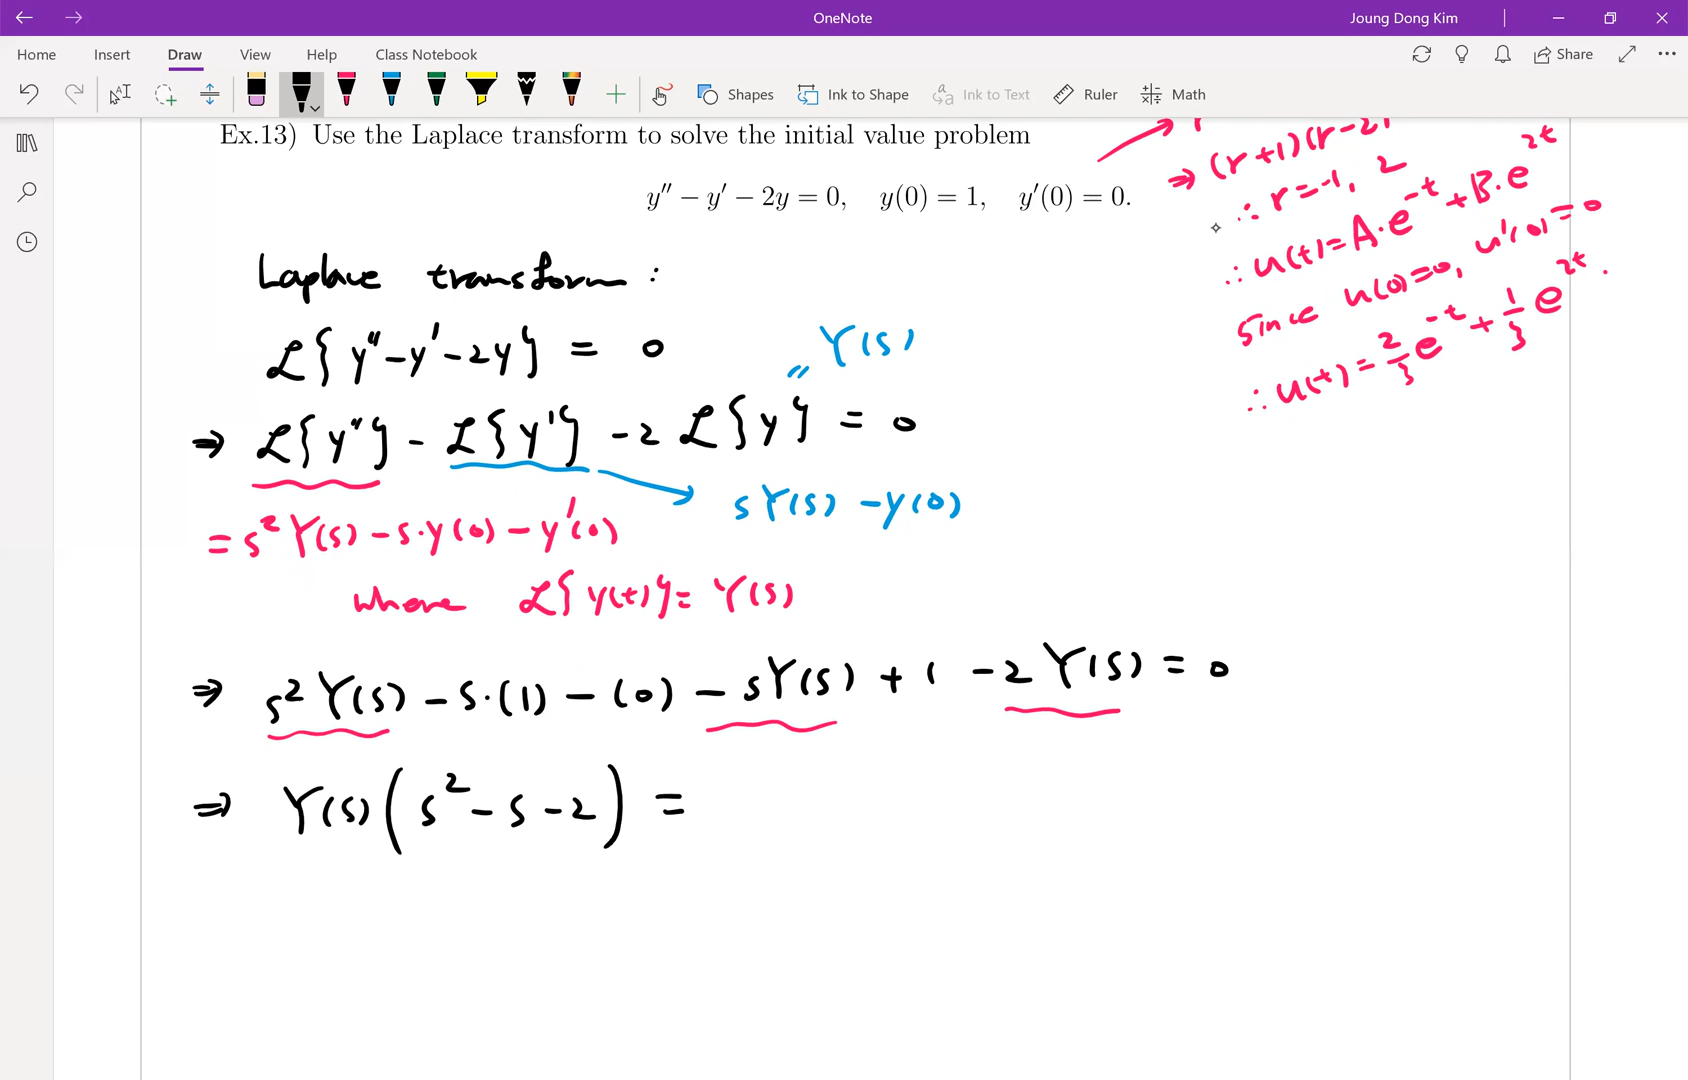 OneNote
Joung Dong Kim
Home Insert Draw View Help Class Notebook
Share
Shapes Ink to Shape Ink to Text Ruler Math
Ex.13) Use the Laplace transform to solve the initial value problem
y'' − y' − 2y = 0, y(0) = 1, y'(0) = 0.
⇒ (r+1)(r−2)
∴ r = −1, 2
∴ u(t) = A·e^{−t} + B·e^{2t}
Since u(0)=0, u'(0)=0
∴ u(t) = 2/3 e^{−t} + 1/3 e^{2t}.
Laplace transform :
ℒ{y''−y'−2y} = 0
" Y(s)
⇒ ℒ{y''} − ℒ{y'} − 2 ℒ{y} = 0
→ sY(s) − y(0)
= s² Y(s) − s·y(0) − y'(0)
where ℒ{y(t)} = Y(s)
⇒ s² Y(s) − s·(1) − (0) − sY(s) + 1 − 2Y(s) = 0
⇒ Y(s)(s² − s − 2) =